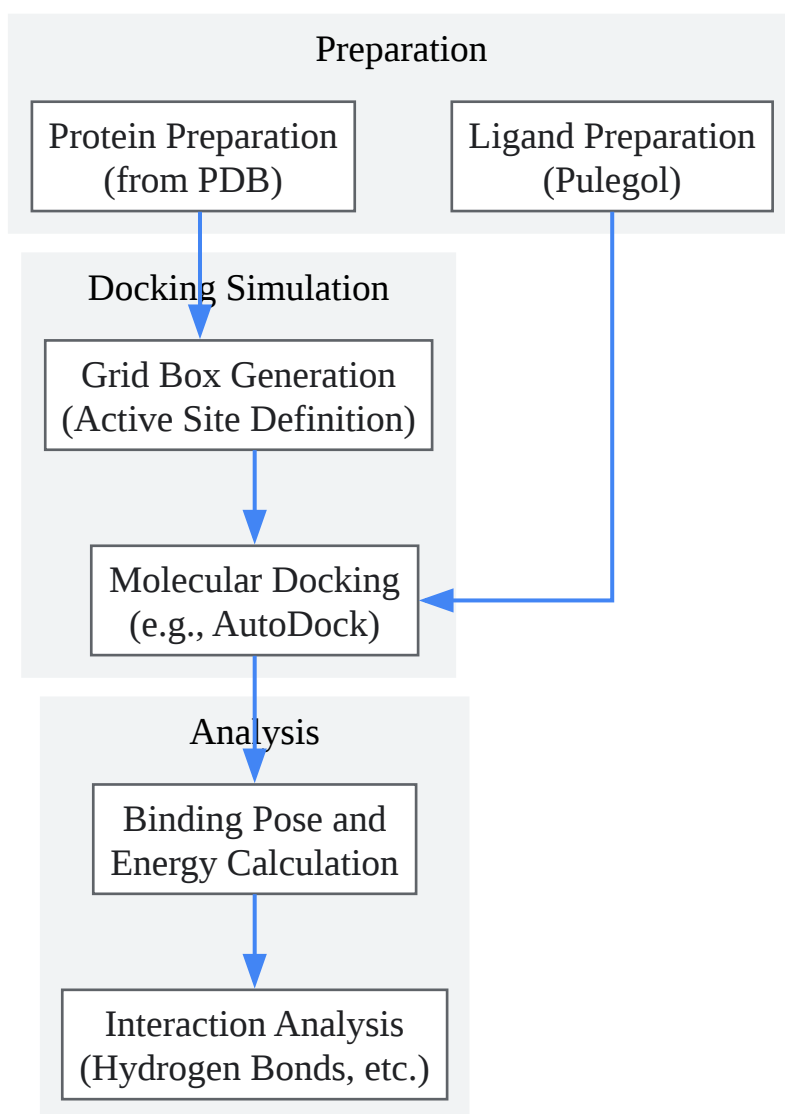 Preparation
Protein Preparation
(from PDB)
Ligand Preparation
(Pulegol)
Docking Simulation
Grid Box Generation
(Active Site Definition)
Molecular Docking
(e.g., AutoDock)
Analysis
Binding Pose and
Energy Calculation
Interaction Analysis
(Hydrogen Bonds, etc.)